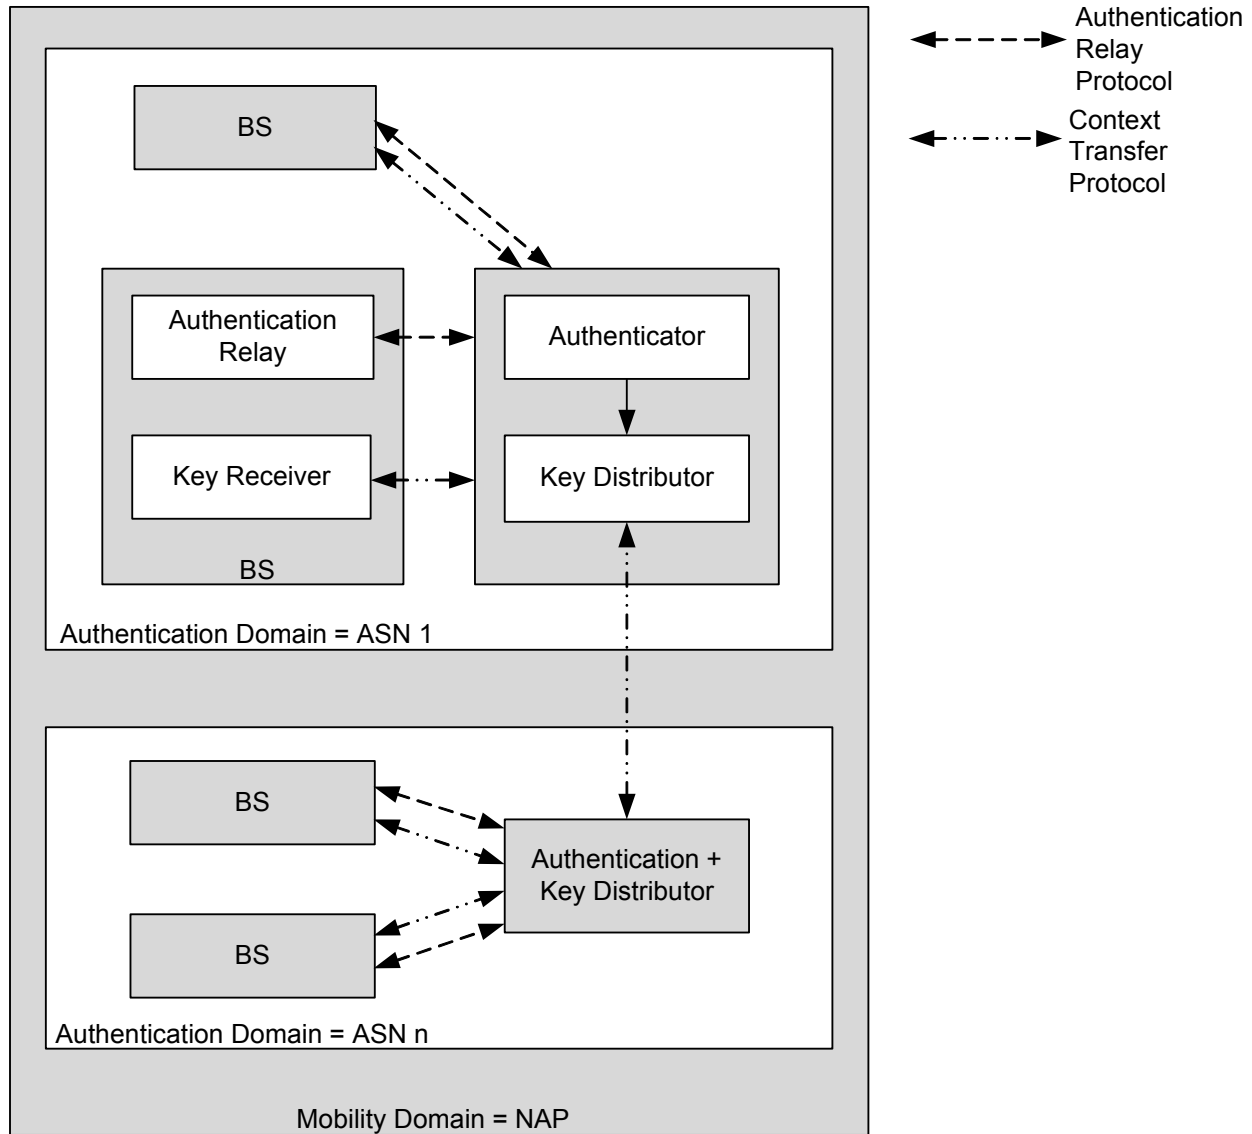 Authentication
Relay
Protocol
Context
Transfer
Protocol
BS
Authentication
Relay
Key Receiver
BS
Authenticator
Key Distributor
Authentication Domain = ASN 1
BS
BS
Authentication +
Key Distributor
Authentication Domain = ASN n
Mobility Domain = NAP